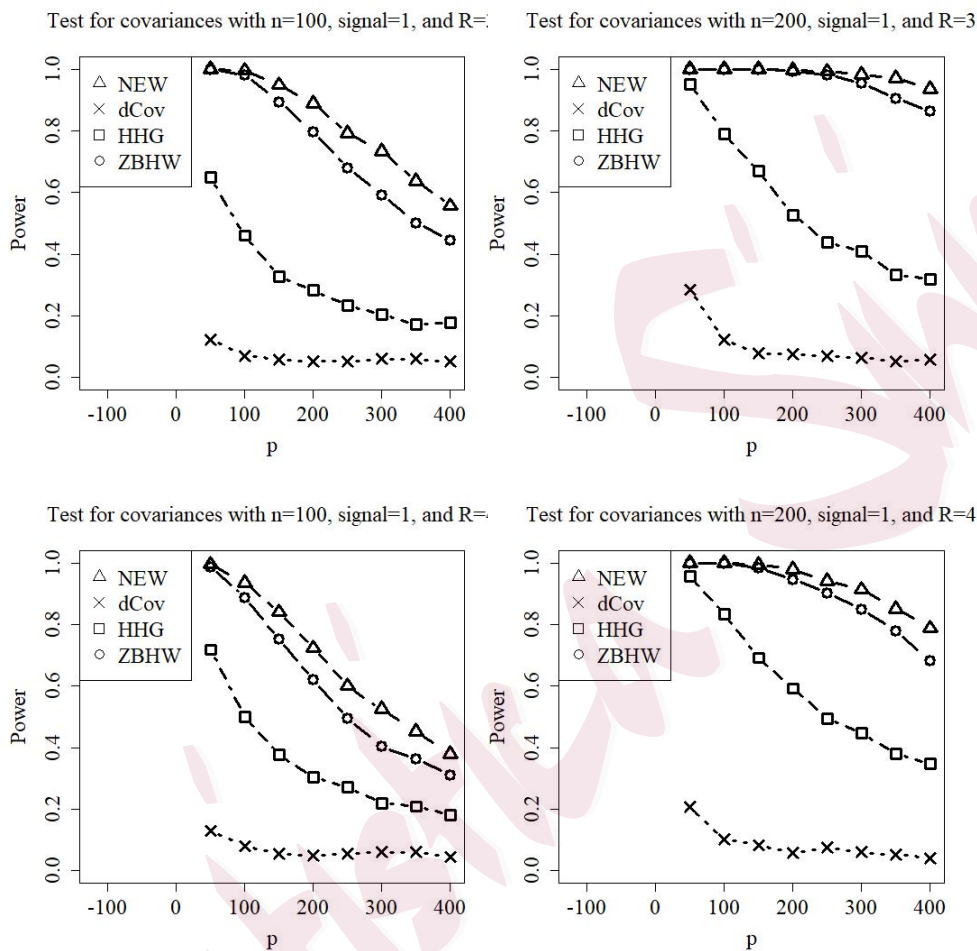 Test for covariances with n=100, signal=1, and R=
Test for covariances with n=200, signal=1, and R=3
NEW
dCov
HHG
ZBHW
NEW
dCov
HHG
ZBHW
Power
0.0 0.2 0.4 0.6 0.8 1.0
Power
0.0 0.2 0.4 0.6 0.8 1.0
-100 0 100 200 300 400
p
-100 0 100 200 300 400
p
Test for covariances with n=100, signal=1, and R=
Test for covariances with n=200, signal=1, and R=4
NEW
dCov
HHG
ZBHW
NEW
dCov
HHG
ZBHW
Power
0.0 0.2 0.4 0.6 0.8 1.0
Power
0.0 0.2 0.4 0.6 0.8 1.0
-100 0 100 200 300 400
p
-100 0 100 200 300 400
p